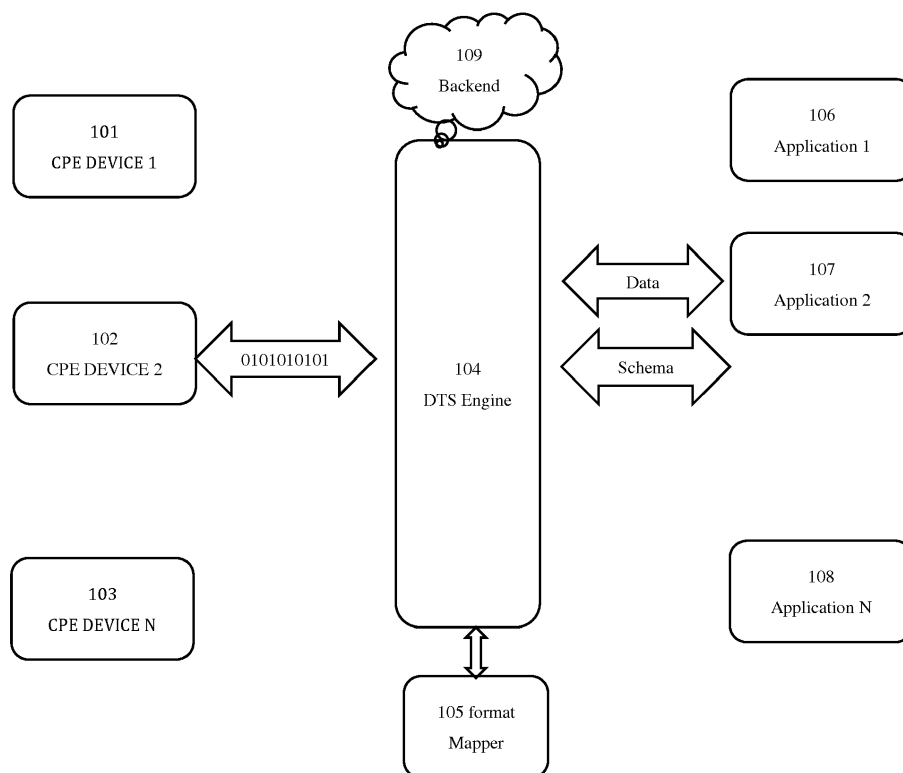 109
Backend
101
CPE DEVICE 1
106
Application 1
107
Application 2
Data
102
CPE DEVICE 2
0101010101
104
DTS Engine
Schema
103
CPE DEVICE N
108
Application N
105 format
Mapper